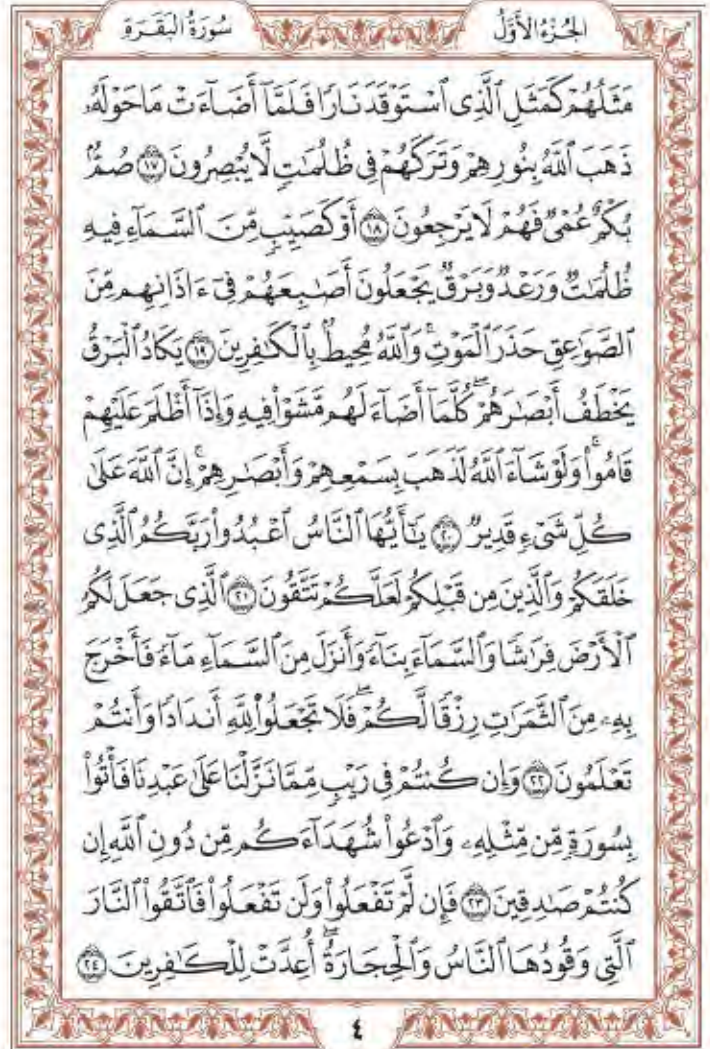 الجُزْءُ الأَوَّلُ
سُورَةُ البَقَرَةِ
مَثَلُهُمْ كَمَثَلِ ٱلَّذِى ٱسْتَوْقَدَ نَارًا فَلَمَّآ أَضَآءَتْ مَا حَوْلَهُۥ
ذَهَبَ ٱللَّهُ بِنُورِهِمْ وَتَرَكَهُمْ فِى ظُلُمَٰتٍ لَّا يُبْصِرُونَ ١٧ صُمٌّۢ
بُكْمٌ عُمْىٌ فَهُمْ لَا يَرْجِعُونَ ١٨ أَوْ كَصَيِّبٍ مِّنَ ٱلسَّمَآءِ فِيهِ
ظُلُمَٰتٌ وَرَعْدٌ وَبَرْقٌ يَجْعَلُونَ أَصَٰبِعَهُمْ فِىٓ ءَاذَانِهِم مِّنَ
ٱلصَّوَٰعِقِ حَذَرَ ٱلْمَوْتِۚ وَٱللَّهُ مُحِيطٌۢ بِٱلْكَٰفِرِينَ ١٩ يَكَادُ ٱلْبَرْقُ
يَخْطَفُ أَبْصَٰرَهُمْۖ كُلَّمَآ أَضَآءَ لَهُم مَّشَوْا۟ فِيهِ وَإِذَآ أَظْلَمَ عَلَيْهِمْ
قَامُوا۟ۚ وَلَوْ شَآءَ ٱللَّهُ لَذَهَبَ بِسَمْعِهِمْ وَأَبْصَٰرِهِمْۚ إِنَّ ٱللَّهَ عَلَىٰ
كُلِّ شَىْءٍ قَدِيرٌ ٢٠ يَٰٓأَيُّهَا ٱلنَّاسُ ٱعْبُدُوا۟ رَبَّكُمُ ٱلَّذِى
خَلَقَكُمْ وَٱلَّذِينَ مِن قَبْلِكُمْ لَعَلَّكُمْ تَتَّقُونَ ٢١ ٱلَّذِى جَعَلَ لَكُمُ
ٱلْأَرْضَ فِرَٰشًا وَٱلسَّمَآءَ بِنَآءً وَأَنزَلَ مِنَ ٱلسَّمَآءِ مَآءً فَأَخْرَجَ
بِهِۦ مِنَ ٱلثَّمَرَٰتِ رِزْقًا لَّكُمْۖ فَلَا تَجْعَلُوا۟ لِلَّهِ أَندَادًا وَأَنتُمْ
تَعْلَمُونَ ٢٢ وَإِن كُنتُمْ فِى رَيْبٍ مِّمَّا نَزَّلْنَا عَلَىٰ عَبْدِنَا فَأْتُوا۟
بِسُورَةٍ مِّن مِّثْلِهِۦ وَٱدْعُوا۟ شُهَدَآءَكُم مِّن دُونِ ٱللَّهِ إِن
كُنتُمْ صَٰدِقِينَ ٢٣ فَإِن لَّمْ تَفْعَلُوا۟ وَلَن تَفْعَلُوا۟ فَٱتَّقُوا۟ ٱلنَّارَ
ٱلَّتِى وَقُودُهَا ٱلنَّاسُ وَٱلْحِجَارَةُۖ أُعِدَّتْ لِلْكَٰفِرِينَ ٢٤
٤